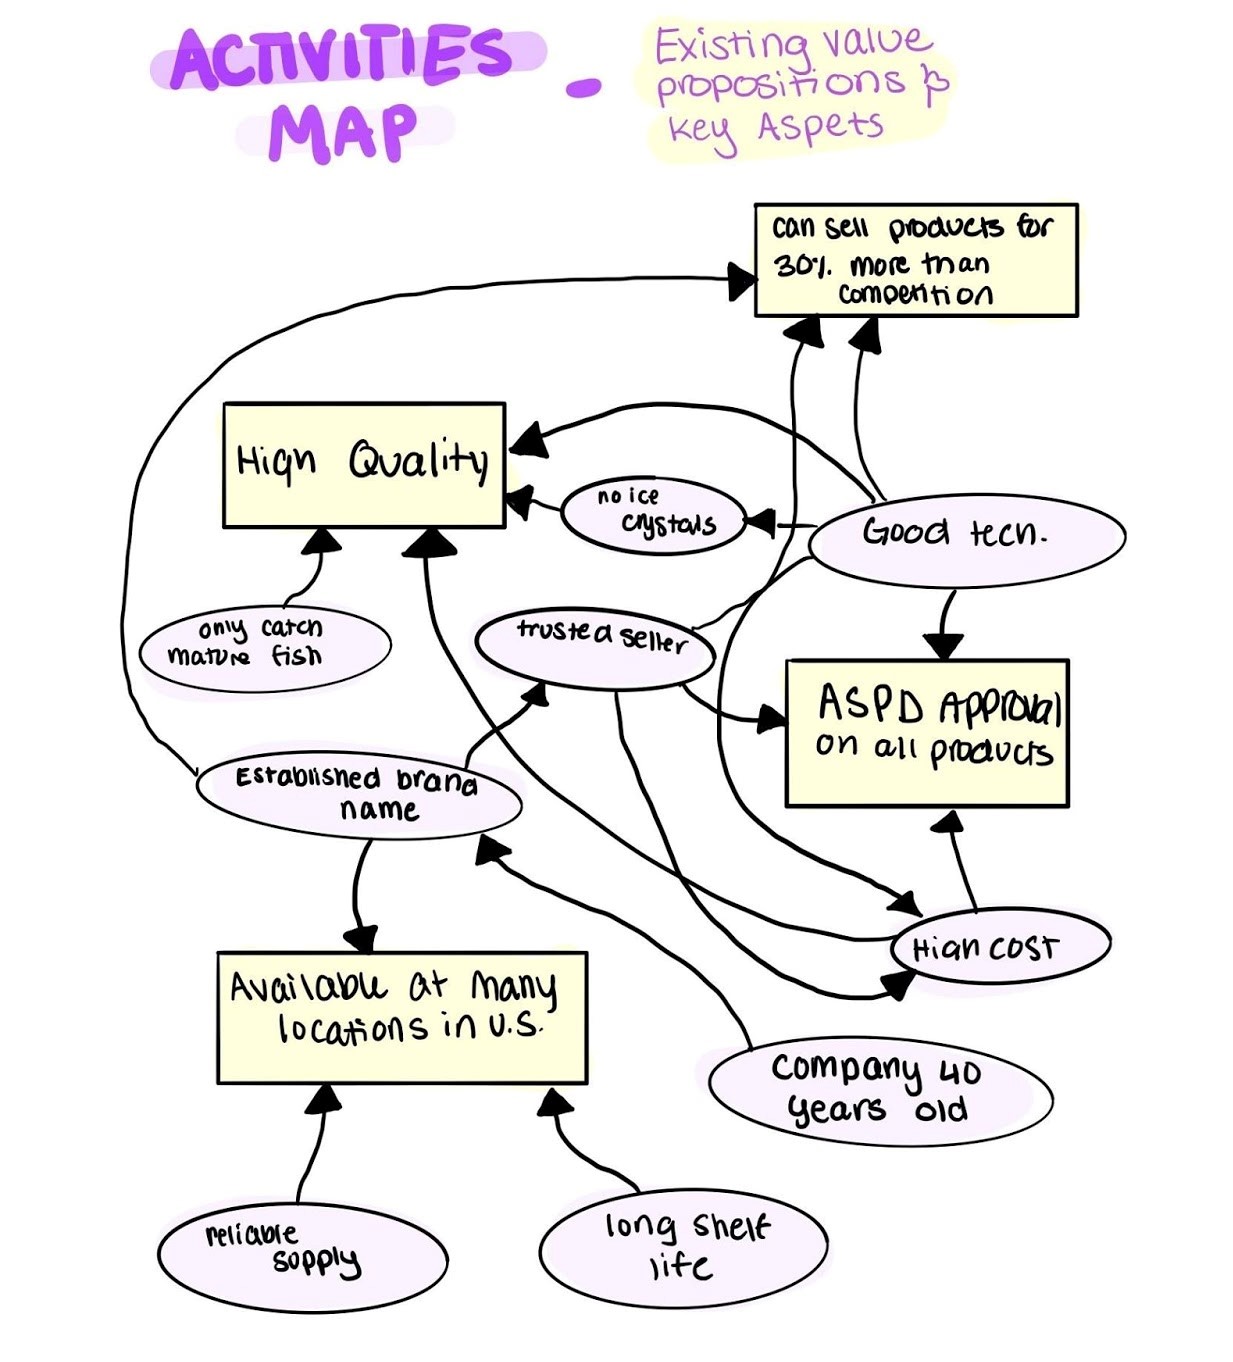 ACTIVITIES
MAP
-
Existing value
propositions &
key Aspets
can sell products for
30% more than
competition
High Quality
no ice
crystals
Good tech.
only catch
mature fish
trusted seller
ASPD Approval
on all products
Established brand
name
High cost
Available at many
locations in U.S.
Company 40
years old
reliable
supply
long shelf
life